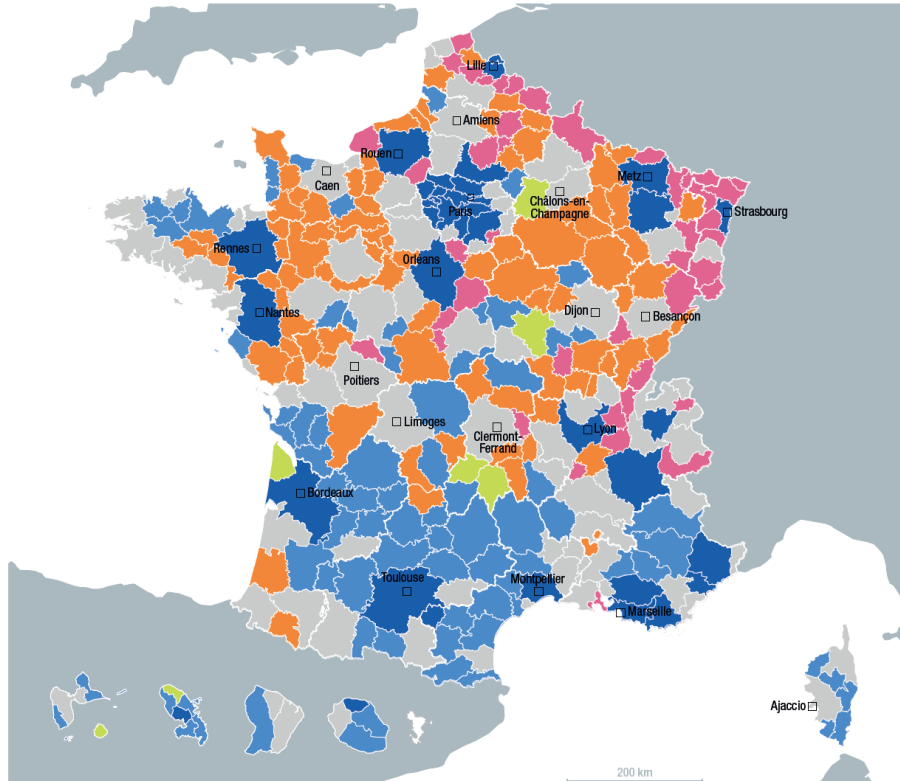 Lille
Amiens
Rouen
Caen
Metz
Châlons-en-
Champagne
Paris
Strasbourg
Rennes
Orléans
Nantes
Dijon
Besançon
Poitiers
Limoges
Clermont-
Ferrand
Lyon
Bordeaux
Toulouse
Montpellier
Marseille
Ajaccio
200 km